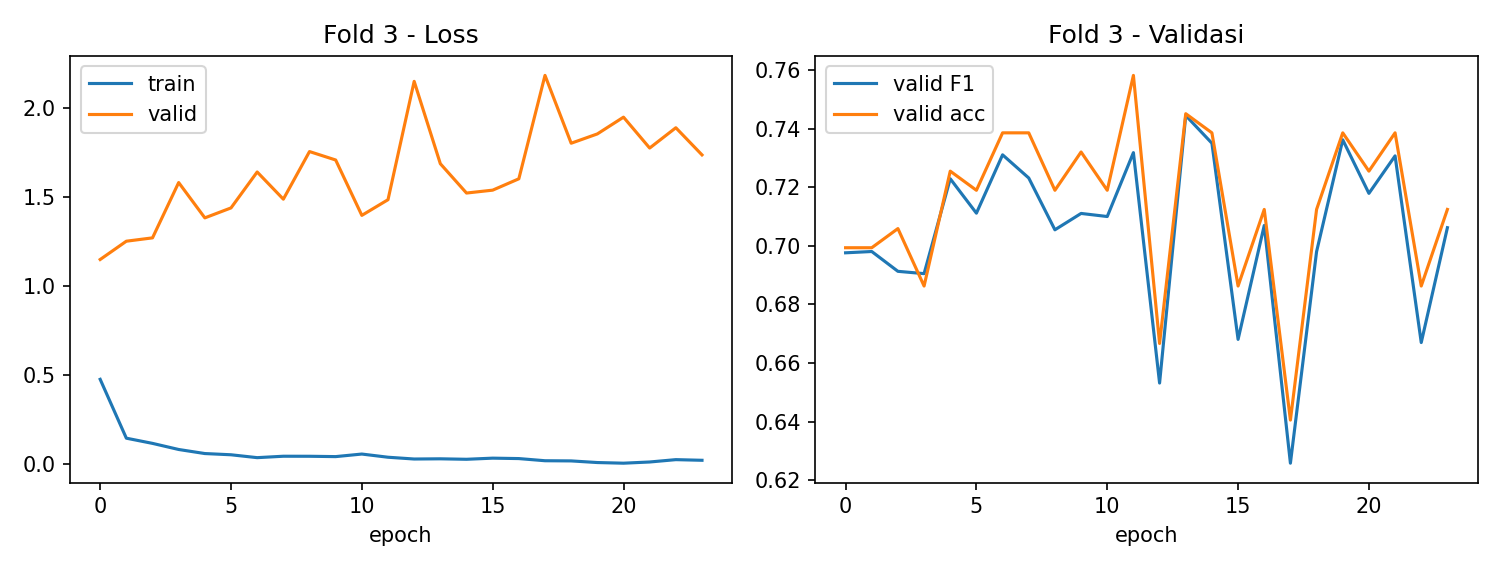 Fold 3 - Loss
train
valid
2.0
1.5
1.0
0.5
0.0
0 5 10 15 20
epoch
Fold 3 - Validasi
valid F1
valid acc
0.76
0.74
0.72
0.70
0.68
0.66
0.64
0.62
0 5 10 15 20
epoch